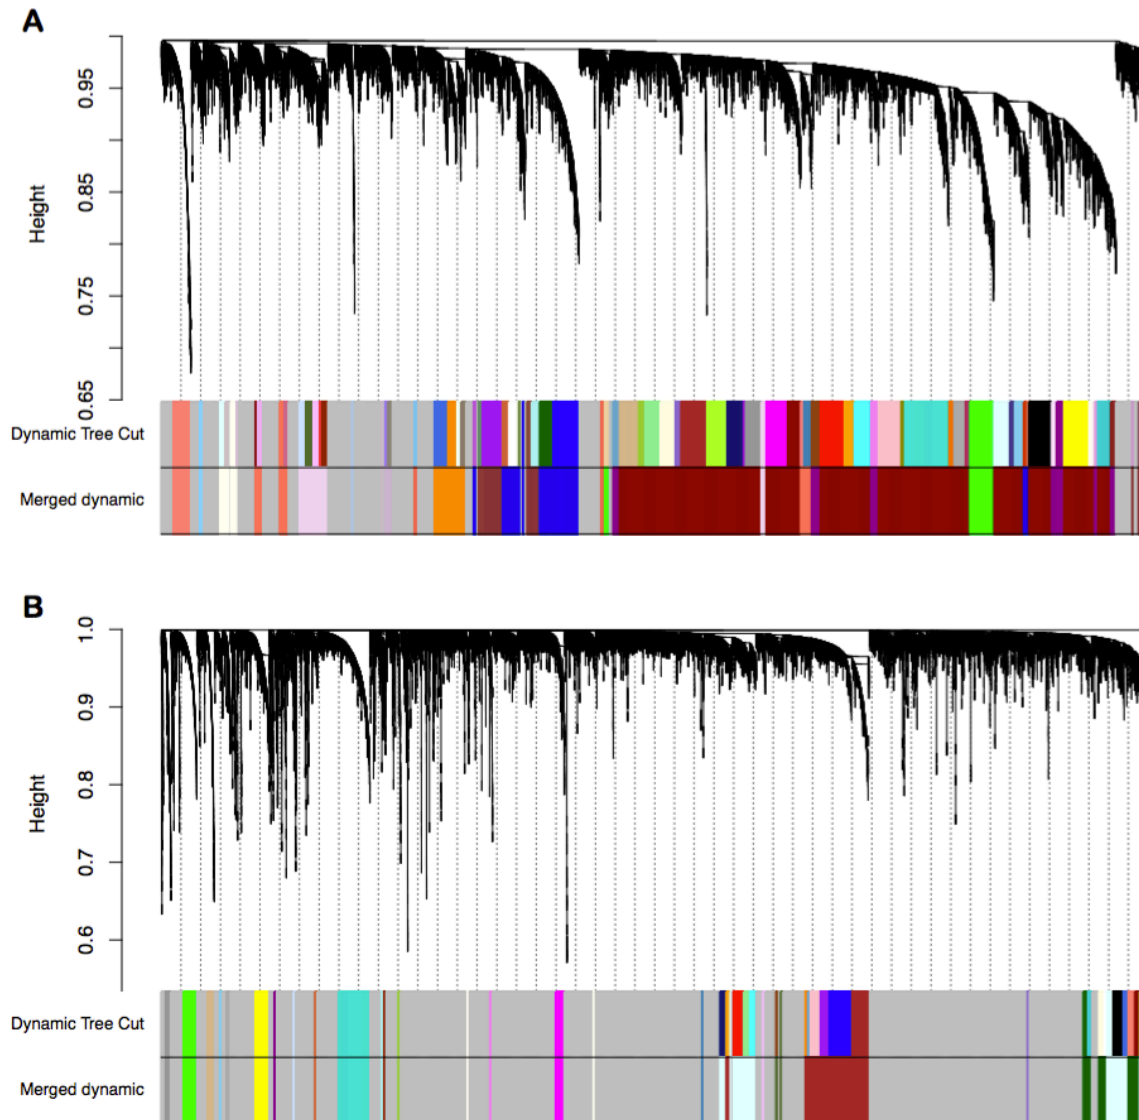 A
0.95
0.85
0.75
0.65
Height
Dynamic Tree Cut
Merged dynamic
B
1.0
0.9
0.8
0.7
0.6
Height
Dynamic Tree Cut
Merged dynamic